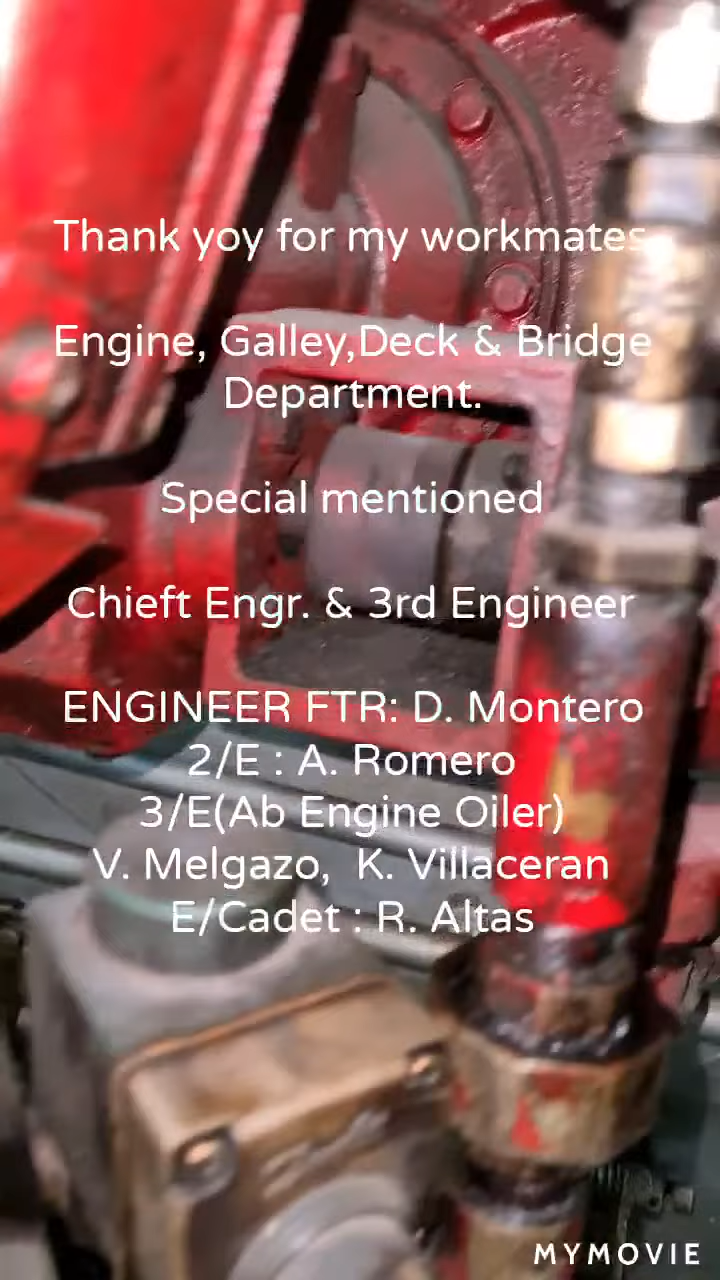 Thank yoy for my workmates
Engine, Galley,Deck & Bridge
Department.
Special mentioned
Chieft Engr. & 3rd Engineer
ENGINEER FTR: D. Montero
2/E : A. Romero
3/E(Ab Engine Oiler)
V. Melgazo, K. Villaceran
E/Cadet : R. Altas
MYMOVIE